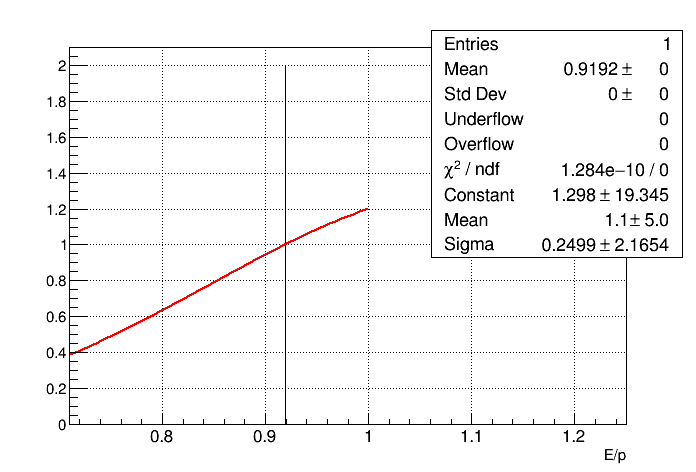 Entries 1
Mean 0.9192 ± 0
Std Dev 0 ± 0
Underflow 0
Overflow 0
χ² / ndf 1.284e−10 / 0
Constant 1.298 ± 19.345
Mean 1.1 ± 5.0
Sigma 0.2499 ± 2.1654
2
1.8
1.6
1.4
1.2
1
0.8
0.6
0.4
0.2
0
0.8 0.9 1 1.1 1.2
E/p